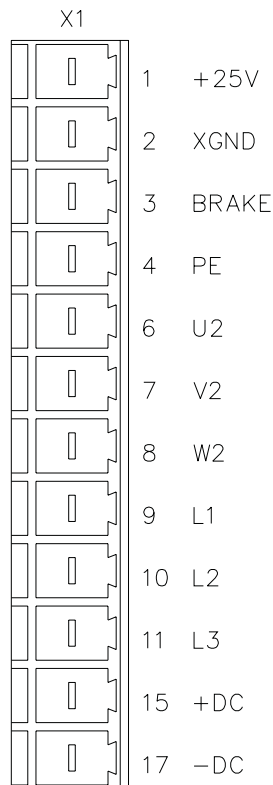 X1
1 +25V
2 XGND
3 BRAKE
4 PE
6 U2
7 V2
8 W2
9 L1
10 L2
11 L3
15 +DC
17 -DC